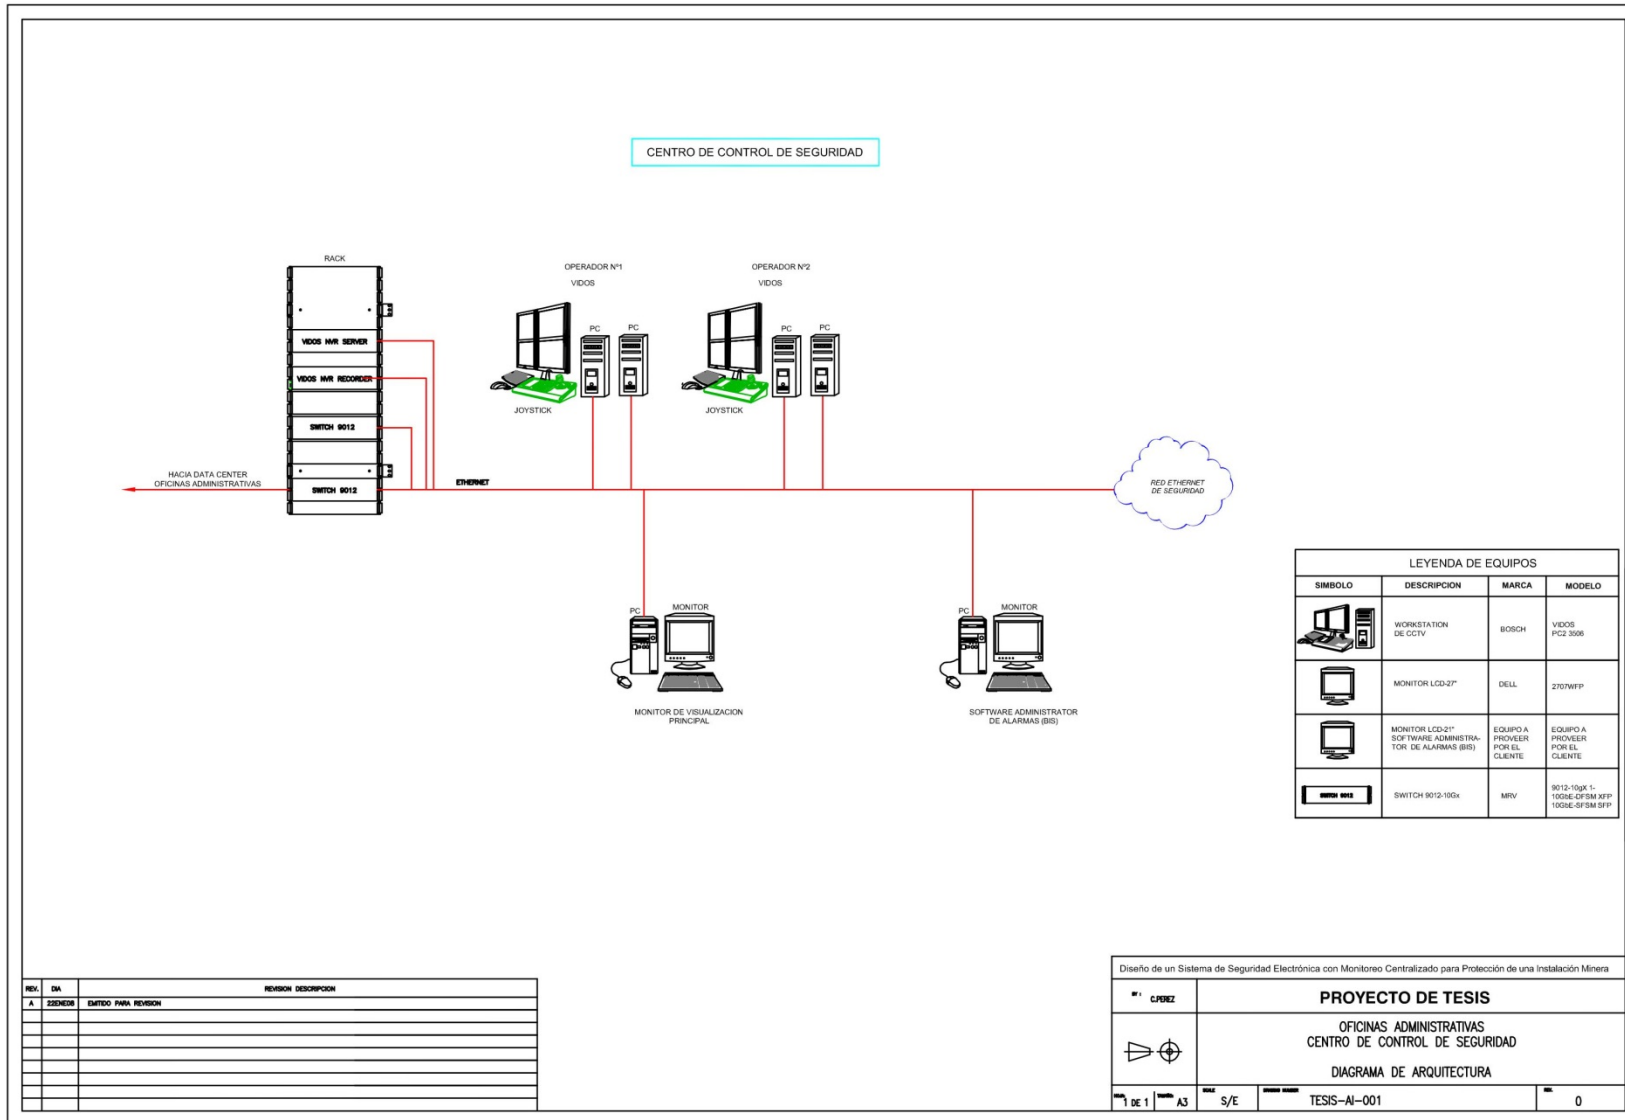 CENTRO DE CONTROL DE SEGURIDAD
RACK
VIDOS NVR SERVER
VIDOS NVR RECORDER
SWITCH 9012
SWITCH 9012
HACIA DATA CENTER
OFICINAS ADMINISTRATIVAS
ETHERNET
OPERADOR Nº1
VIDOS
PC
PC
JOYSTICK
OPERADOR Nº2
VIDOS
PC
PC
JOYSTICK
RED ETHERNET
DE SEGURIDAD
PC
MONITOR
MONITOR DE VISUALIZACION
PRINCIPAL
PC
MONITOR
SOFTWARE ADMINISTRATOR
DE ALARMAS (BIS)
LEYENDA DE EQUIPOS
SIMBOLO DESCRIPCION MARCA MODELO
WORKSTATION
DE CCTV
BOSCH
VIDOS
PC2 3506
MONITOR LCD-27"
DELL
2707WFP
MONITOR LCD-21"
SOFTWARE ADMINISTRA-
TOR DE ALARMAS (BIS)
EQUIPO A
PROVEER
POR EL
CLIENTE
EQUIPO A
PROVEER
POR EL
CLIENTE
SWITCH 9012
SWITCH 9012-10Gx
MRV
9012-10gX 1-
10GbE-DFSM XFP
10GbE-SFSM SFP
REV. DIA REVISION DESCRIPCION
A 22ENE08 EMITIDO PARA REVISION
Diseño de un Sistema de Seguridad Electrónica con Monitoreo Centralizado para Protección de una Instalación Minera
BY : C.PEREZ
PROYECTO DE TESIS
OFICINAS ADMINISTRATIVAS
CENTRO DE CONTROL DE SEGURIDAD
DIAGRAMA DE ARQUITECTURA
1 DE 1
A3
SCALE
S/E
DRAWING NUMBER
TESIS-AI-001
REV.
0